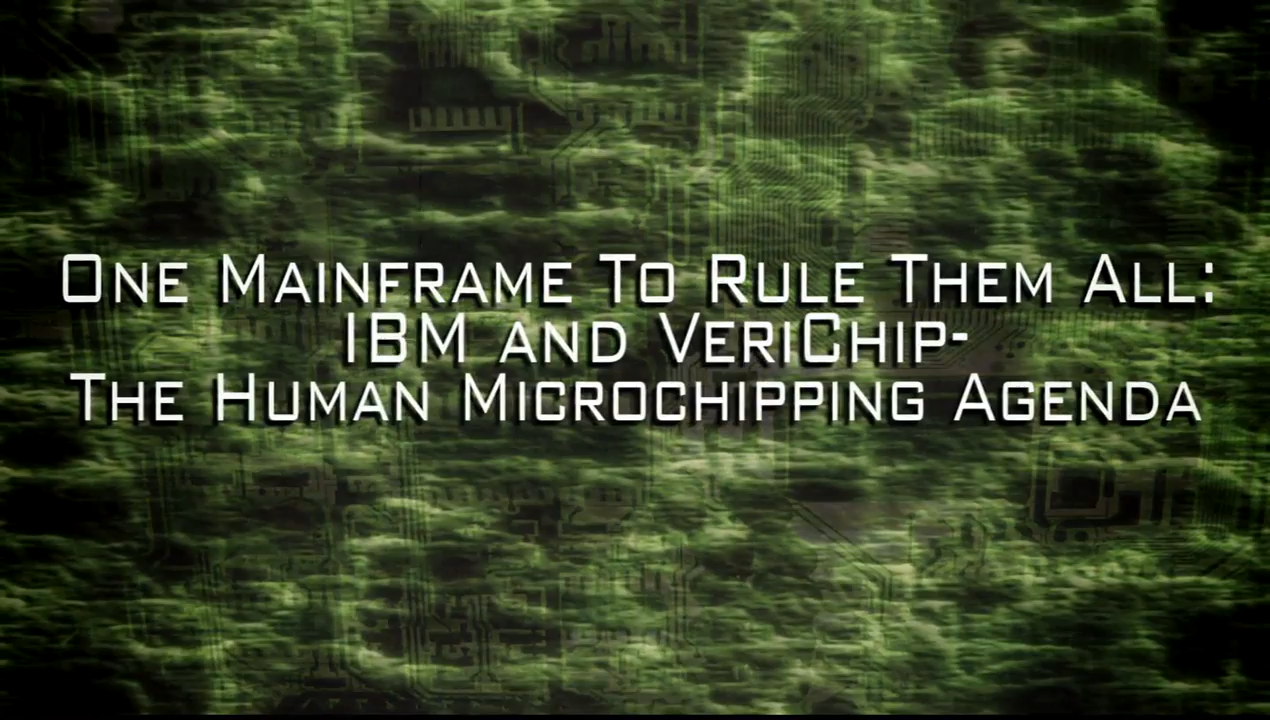 One Mainframe To Rule Them All:
IBM and VeriChip-
The Human Microchipping Agenda